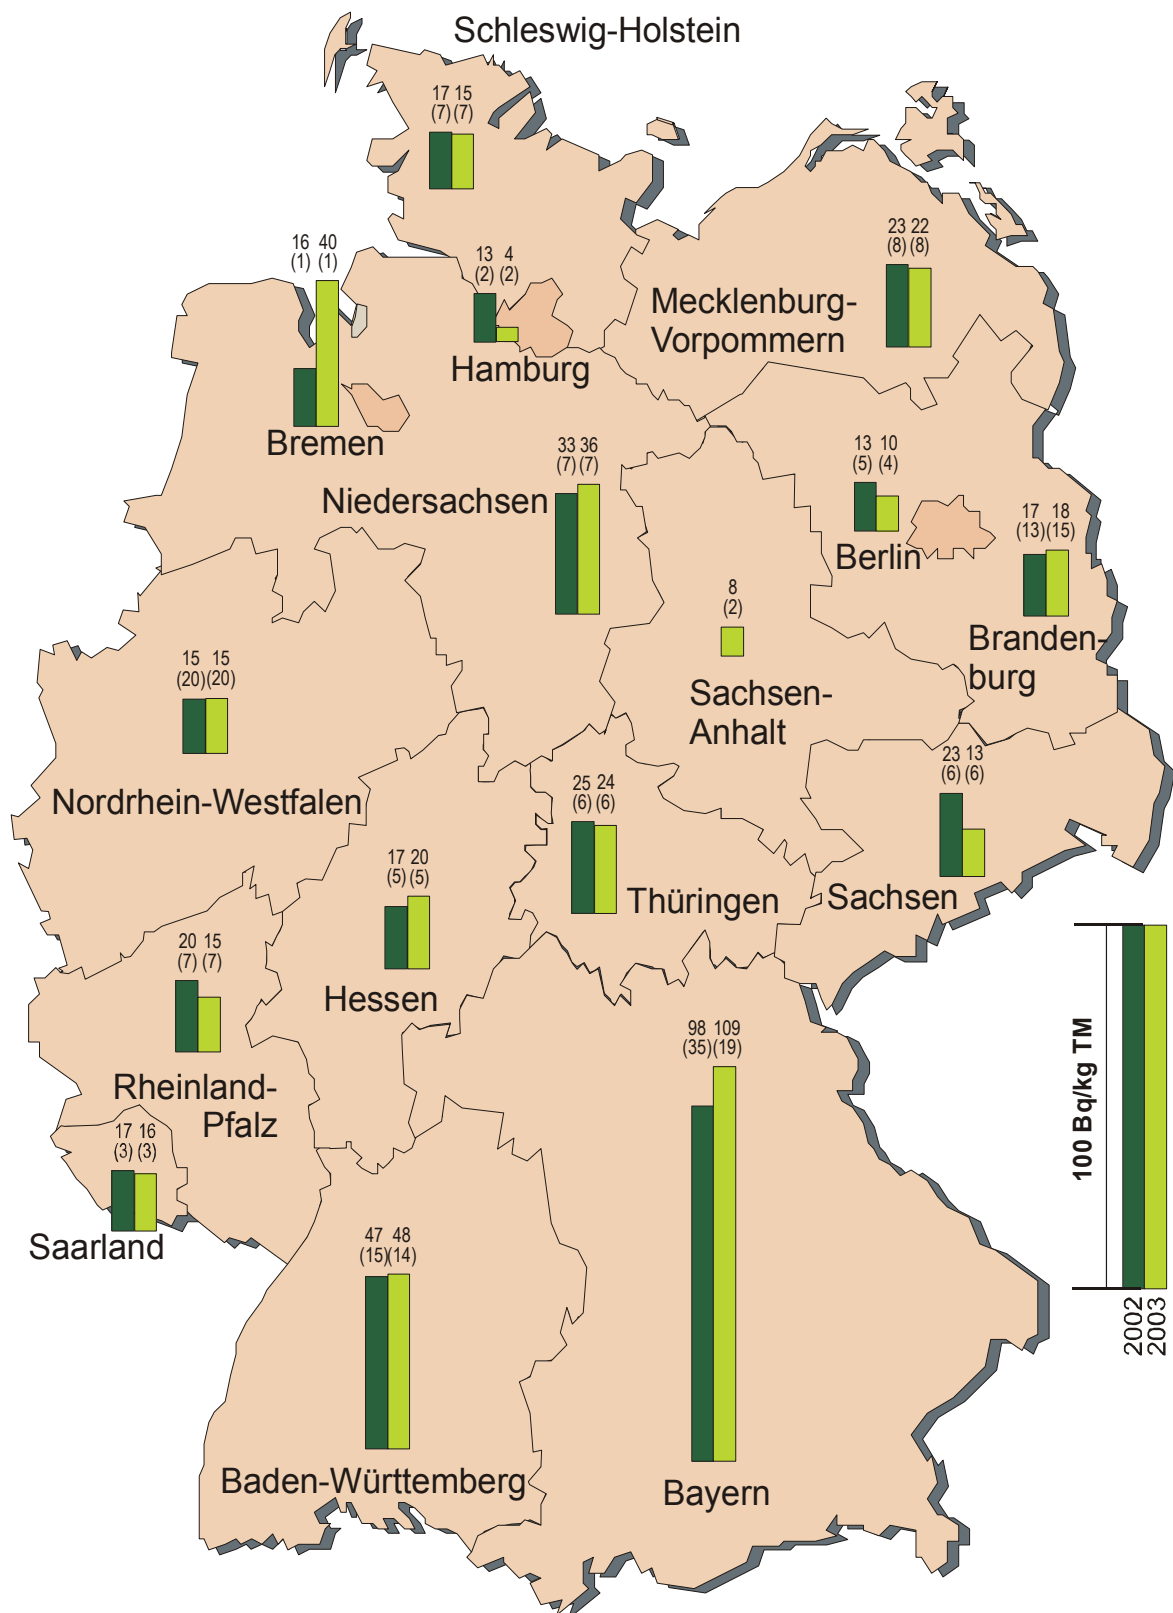 Schleswig-Holstein
17 15
(7) (7)
16 40
(1) (1)
Bremen
13 4
(2) (2)
Hamburg
23 22
(8) (8)
Mecklenburg-
Vorpommern
33 36
(7) (7)
Niedersachsen
13 10
(5) (4)
Berlin
17 18
(13) (15)
Branden-
burg
8
(2)
Sachsen-
Anhalt
15 15
(20) (20)
Nordrhein-Westfalen
23 13
(6) (6)
Sachsen
25 24
(6) (6)
Thüringen
17 20
(5) (5)
Hessen
20 15
(7) (7)
Rheinland-
Pfalz
17 16
(3) (3)
Saarland
98 109
(35) (19)
Bayern
47 48
(15) (14)
Baden-Württemberg
100 Bq/kg TM
2002
2003